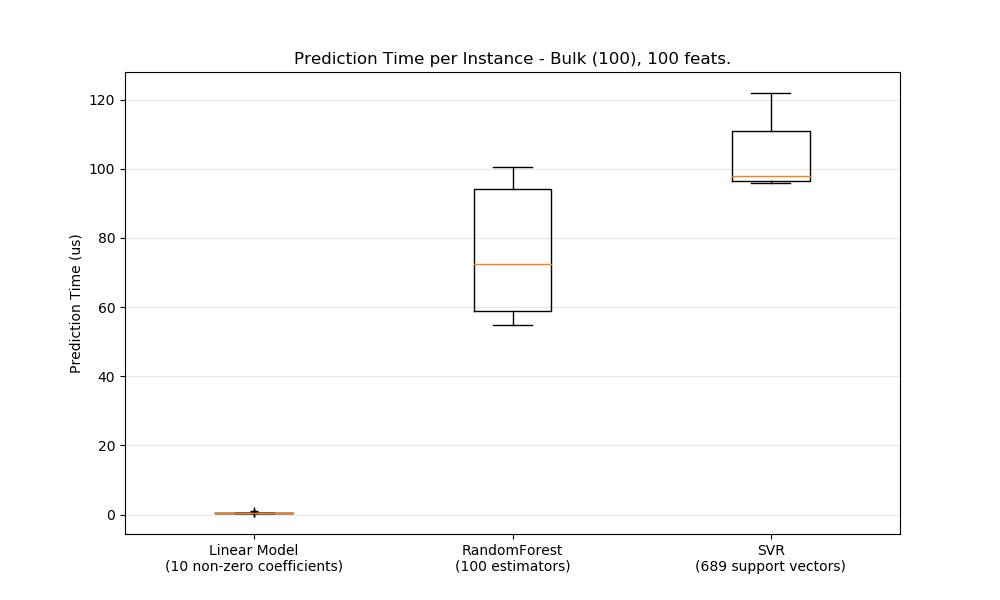 Prediction Time per Instance - Bulk (100), 100 feats.
Prediction Time (us)
120
100
80
60
40
20
0
Linear Model
(10 non-zero coefficients)
RandomForest
(100 estimators)
SVR
(689 support vectors)